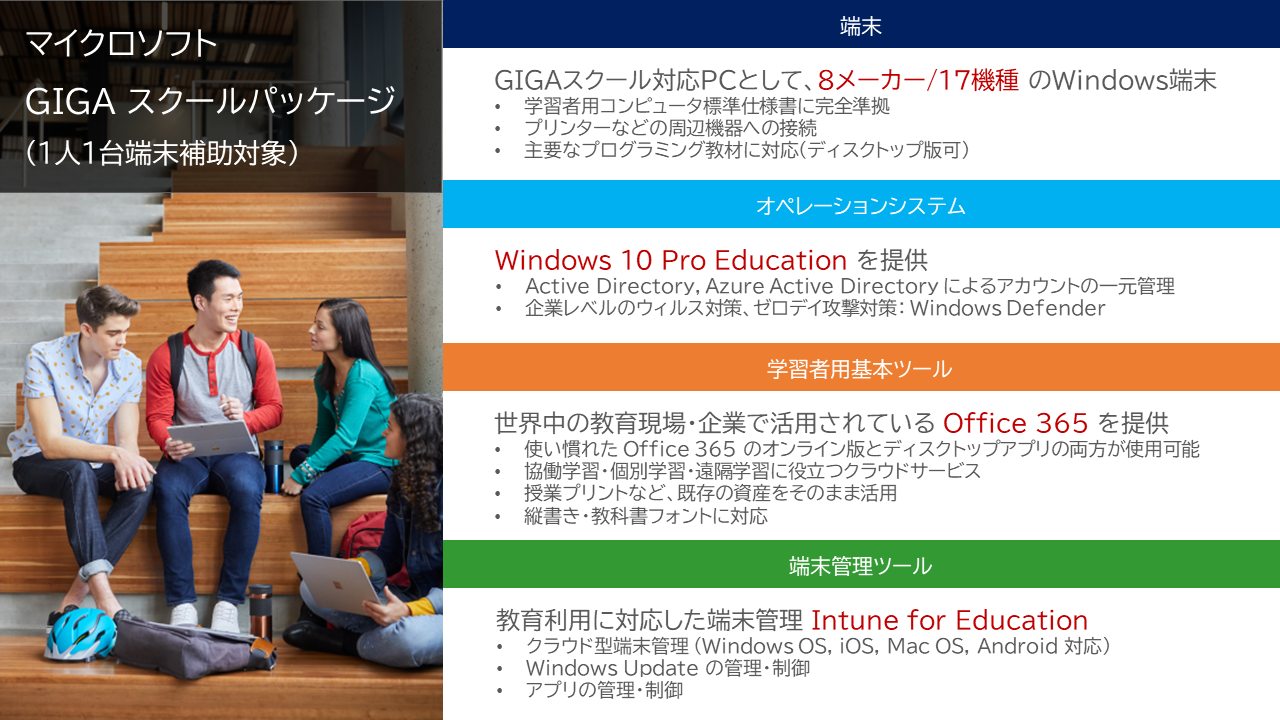 マイクロソフト
GIGA スクールパッケージ
(1人1台端末補助対象)
端末
GIGAスクール対応PCとして、8メーカー/17機種 のWindows端末
• 学習者用コンピュータ標準仕様書に完全準拠
• プリンターなどの周辺機器への接続
• 主要なプログラミング教材に対応(ディスクトップ版可)
オペレーションシステム
Windows 10 Pro Education を提供
• Active Directory, Azure Active Directory によるアカウントの一元管理
• 企業レベルのウィルス対策、ゼロデイ攻撃対策: Windows Defender
学習者用基本ツール
世界中の教育現場・企業で活用されている Office 365 を提供
• 使い慣れた Office 365 のオンライン版とディスクトップアプリの両方が使用可能
• 協働学習・個別学習・遠隔学習に役立つクラウドサービス
• 授業プリントなど、既存の資産をそのまま活用
• 縦書き・教科書フォントに対応
端末管理ツール
教育利用に対応した端末管理 Intune for Education
• クラウド型端末管理 (Windows OS, iOS, Mac OS, Android 対応)
• Windows Update の管理・制御
• アプリの管理・制御